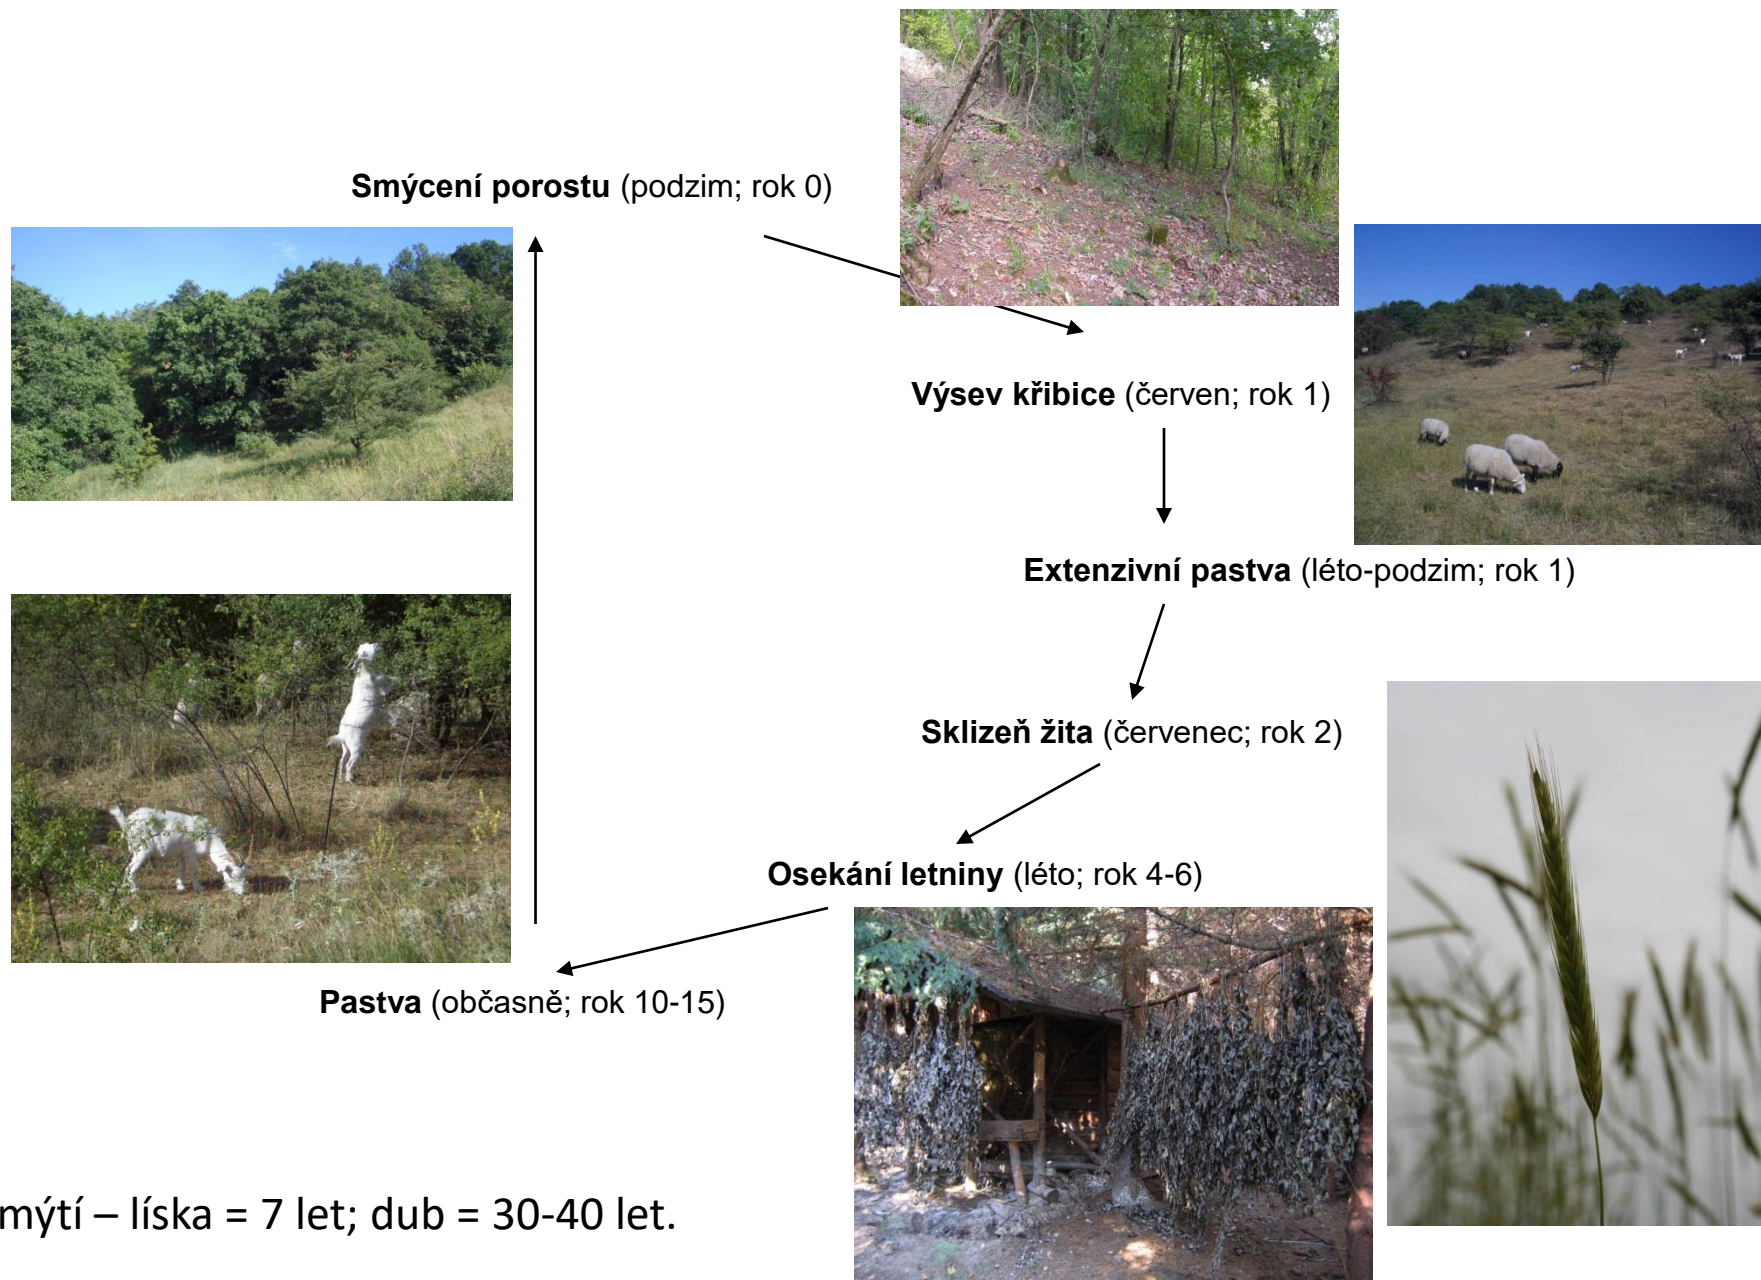 Smýcení porostu (podzim; rok 0)
Výsev křibice (červen; rok 1)
Extenzivní pastva (léto-podzim; rok 1)
Sklizeň žita (červenec; rok 2)
Osekání letniny (léto; rok 4-6)
Pastva (občasně; rok 10-15)
mýtí – líska = 7 let; dub = 30-40 let.